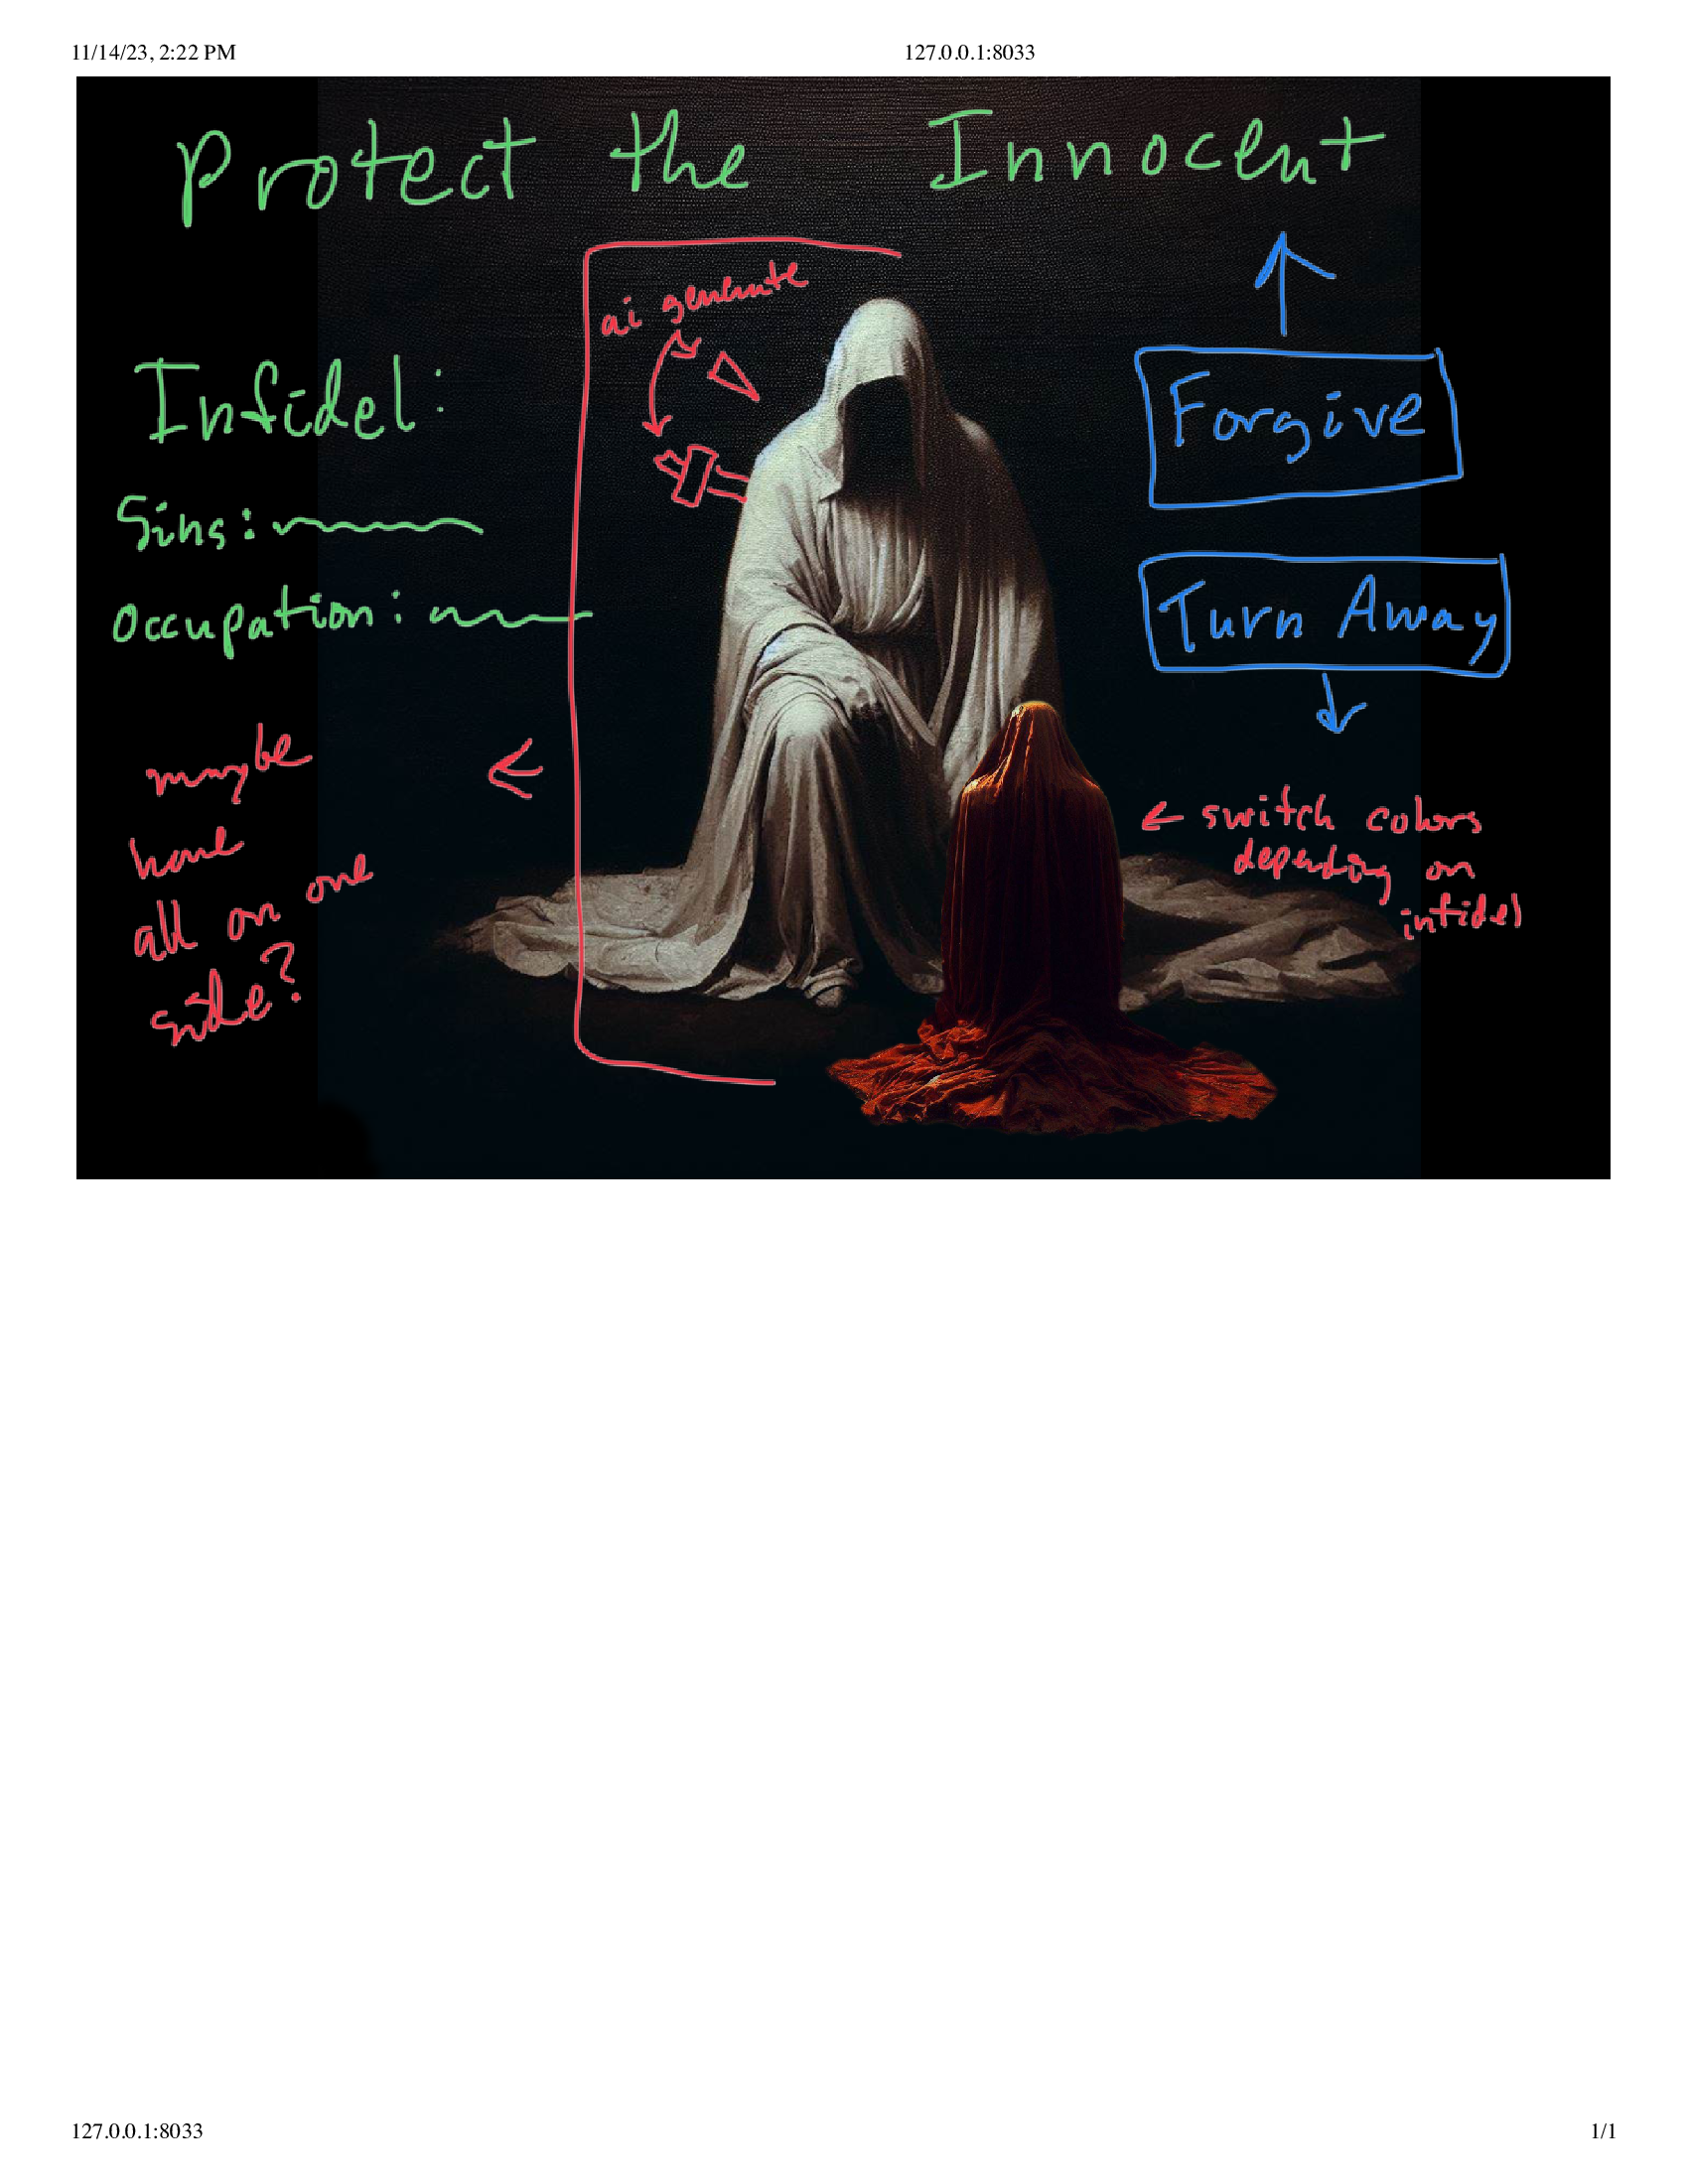 11/14/23, 2:22 PM 127.0.0.1:8033
Protect the Innocent
ai generate
Infidel:
Forgive
Sins:
Turn Away
Occupation:
maybe
have
all on one
side?
← switch colors
depending on
infidel
127.0.0.1:8033 1/1